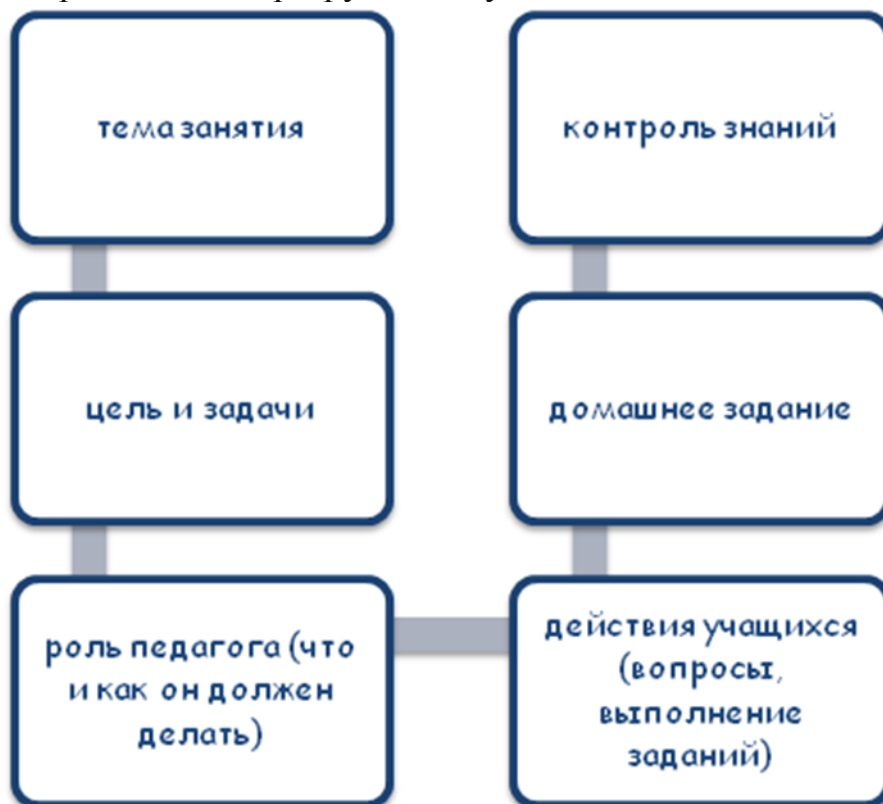 тема занятия
контроль знаний
цель и задачи
домашнее задание
роль педагога (что
и как он должен
делать)
действия учащихся
(вопросы,
выполнение
заданий)